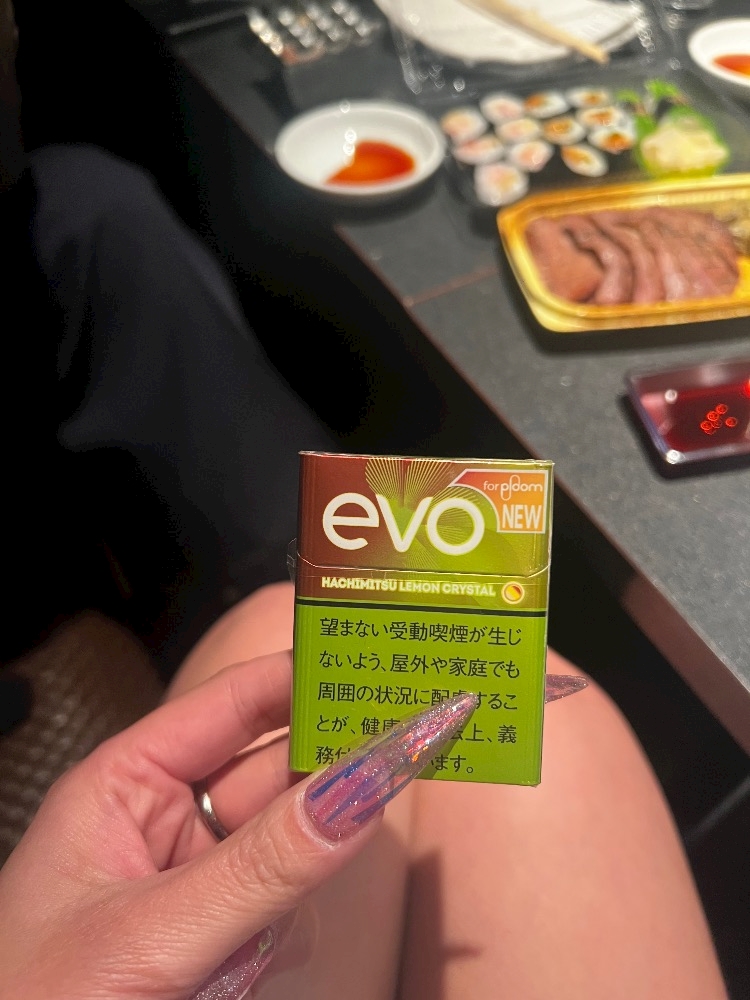 evo
for ploom
NEW
HACHIMITSU LEMON CRYSTAL
望まない受動喫煙が生じ
ないよう、屋外や家庭でも
周囲の状況に配慮するこ
とが、健康 上、義
務付 ます。